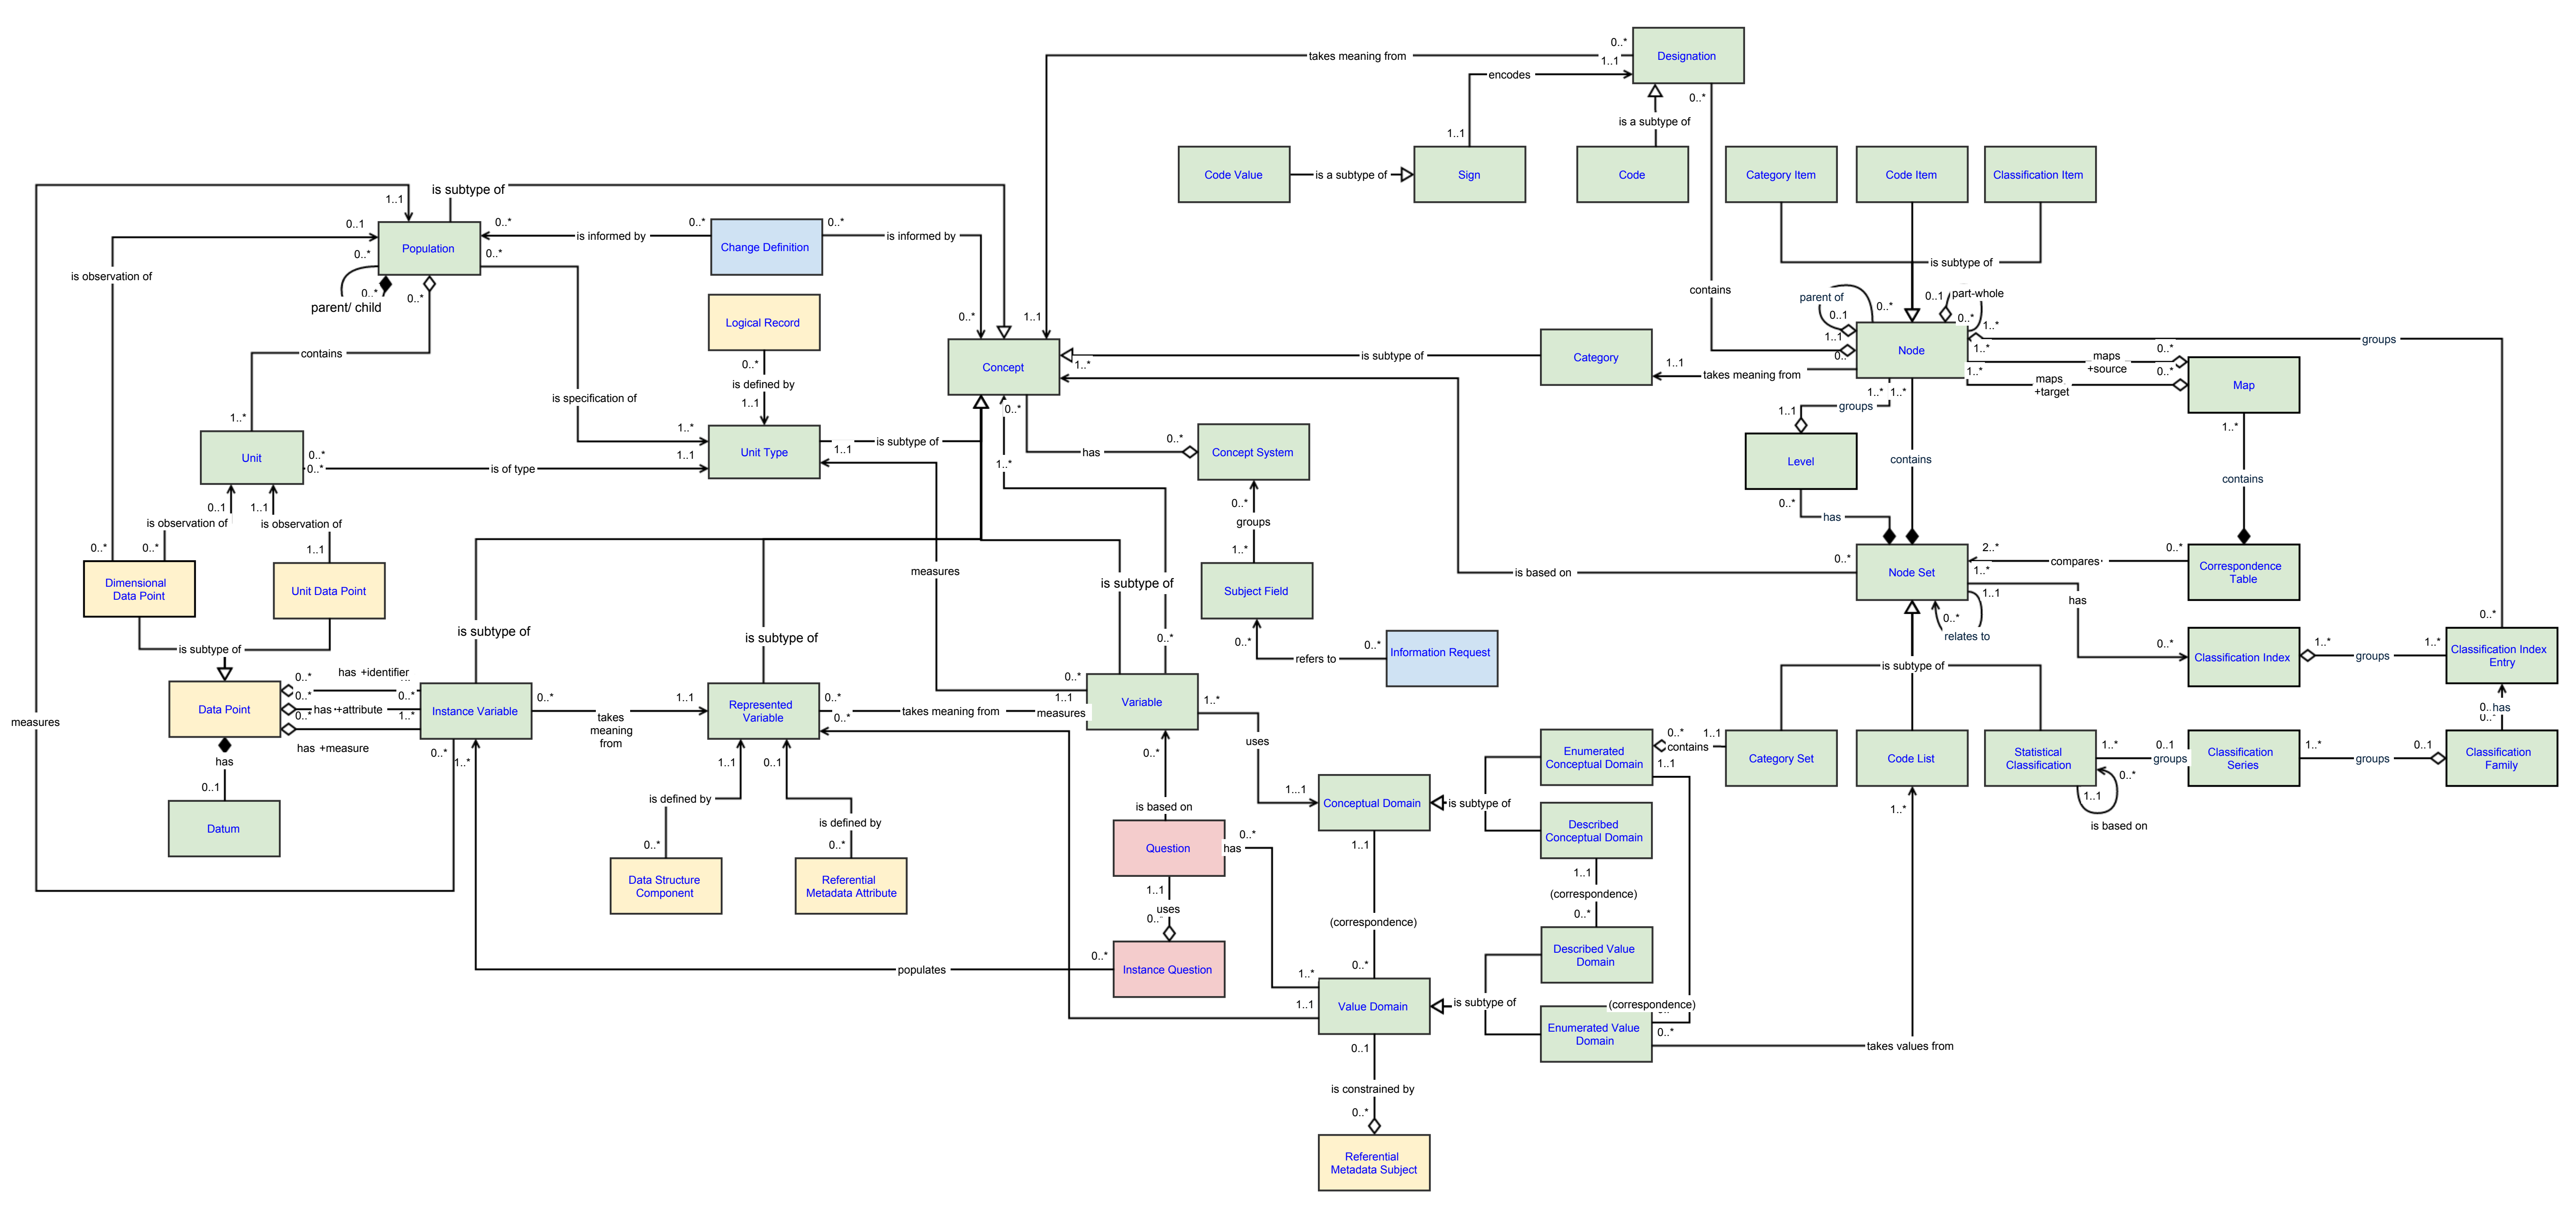 0..*
Designation
takes meaning from
1..1
encodes
0..*
is a subtype of
1..1
Code Value
is a subtype of
Sign
Code
Category Item
Code Item
Classification Item
is subtype of
1..1
0..1
0..*
is informed by
0..*
0..*
is informed by
Population
Change Definition
0..*
0..*
is observation of
0..*
0..*
parent/ child
is subtype of
contains
parent of
0..*
0..1
part-whole
0..1
0..*
1..*
1..1
0..
Node
1..*
groups
Logical Record
0..*
1..1
Concept
1..*
is subtype of
Category
1..1
takes meaning from
maps
+source
0..*
1..*
maps
+target
0..*
Map
contains
0..*
is defined by
1..1
is specification of
0..*
1..*
1..*
groups
1..1
1..*
1..*
Unit
0..*
0..*
is of type
1..*
1..1
Unit Type
is subtype of
1..1
has
0..*
Concept System
1..*
Level
contains
contains
0..1
1..1
is observation of
is observation of
0..*
groups
1..*
0..*
has
0..*
0..*
1..1
Dimensional
Data Point
Unit Data Point
measures
is subtype of
Subject Field
is based on
0..*
Node Set
2..*
1..*
compares
0..*
Correspondence
Table
has
1..1
0..*
relates to
0..*
is subtype of
is subtype of
is subtype of
0..*
0..*
0..*
refers to
Information Request
0..*
Classification Index
1..*
groups
1..*
Classification Index
Entry
has +identifier
0..*
0..*
0..*
has +attribute
0..*
1..*
has +measure
Data Point
Instance Variable
0..*
takes
meaning
from
1..1
Represented
Variable
0..*
0..*
takes meaning from
0..*
1..1
measures
Variable
1..*
uses
is subtype of
0..
has
0..*
measures
has
0..1
Datum
0..*
1..*
1..1
0..1
is defined by
is defined by
0..*
0..*
Data Structure
Component
Referential
Metadata Attribute
0..*
is based on
Question
0..*
has
1...1
Conceptual Domain
is subtype of
Enumerated
Conceptual Domain
0..*
contains
1..1
1..1
Category Set
Code List
Statistical
Classification
1..*
0..1
groups
Classification
Series
1..*
groups
0..1
Classification
Family
0..*
1..1
is based on
Described
Conceptual Domain
1..*
1..1
1..1
(correspondence)
0..*
1..1
uses
0..*
(correspondence)
0..*
populates
0..*
Instance Question
1..*
1..1
Value Domain
is subtype of
Described Value
Domain
(correspondence)
Enumerated Value
Domain
0..*
takes values from
0..1
is constrained by
0..*
Referential
Metadata Subject